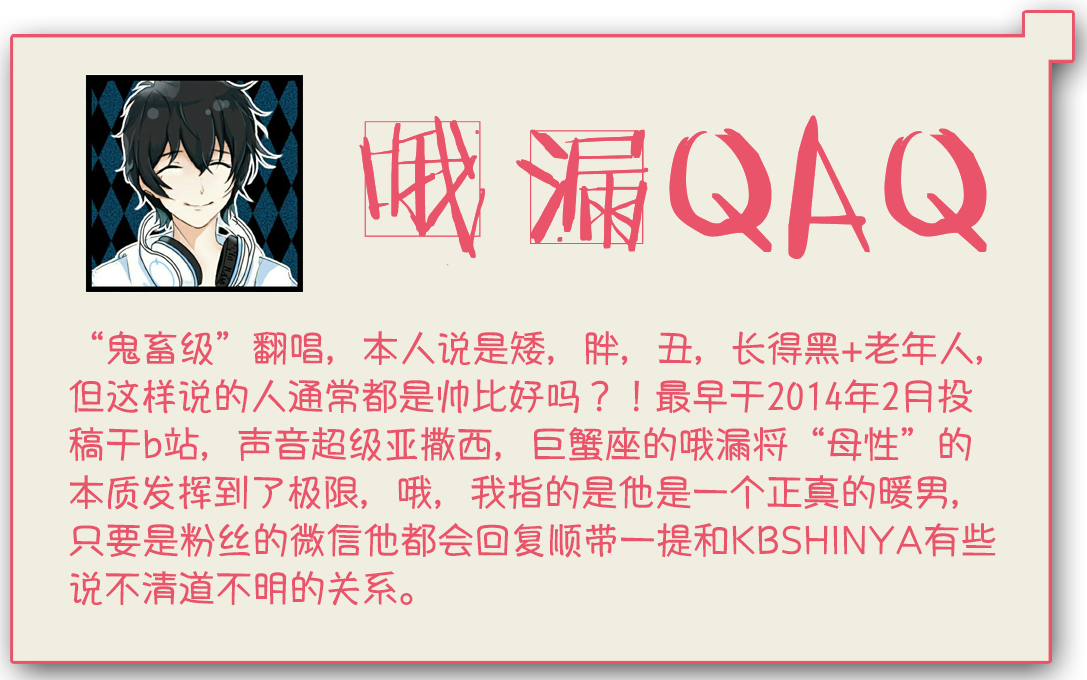 哦漏QAQ
“鬼畜级”翻唱，本人说是矮，胖，丑，长得黑+老年人，
但这样说的人通常都是帅比好吗？！最早于2014年2月投
稿于b站，声音超级亚撒西，巨蟹座的哦漏将“母性”的
本质发挥到了极限，哦，我指的是他是一个正真的暖男，
只要是粉丝的微信他都会回复顺带一提和KBSHINYA有些
说不清道不明的关系。